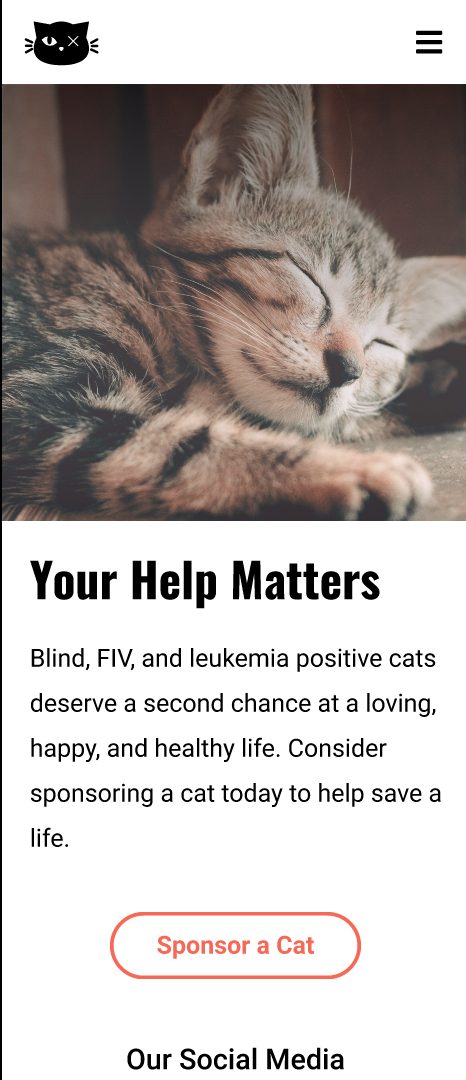 Your Help Matters
Blind, FIV, and leukemia positive cats
deserve a second chance at a loving,
happy, and healthy life. Consider
sponsoring a cat today to help save a
life.
Sponsor a Cat
Our Social Media